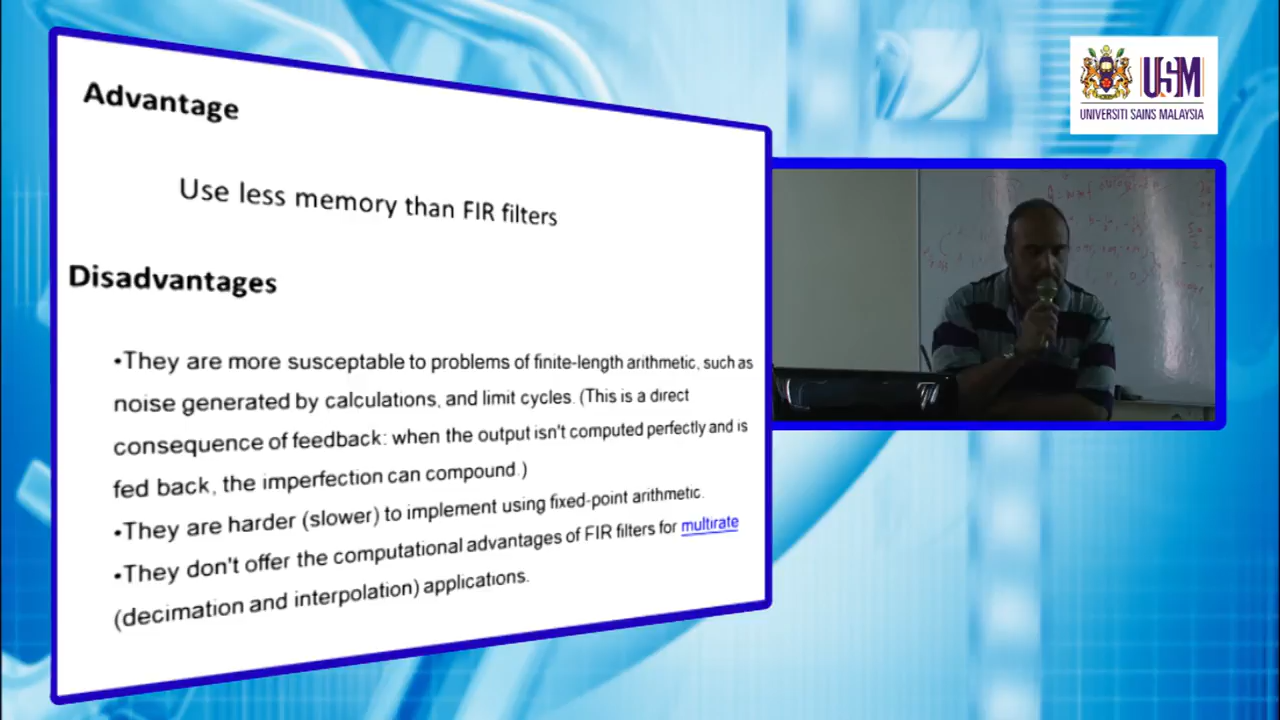 Advantage
Use less memory than FIR filters
Disadvantages
•They are more susceptable to problems of finite-length arithmetic, such as
noise generated by calculations, and limit cycles. (This is a direct
consequence of feedback: when the output isn't computed perfectly and is
fed back, the imperfection can compound.)
•They are harder (slower) to implement using fixed-point arithmetic.
•They don't offer the computational advantages of FIR filters for multirate
(decimation and interpolation) applications.
USM
UNIVERSITI SAINS MALAYSIA